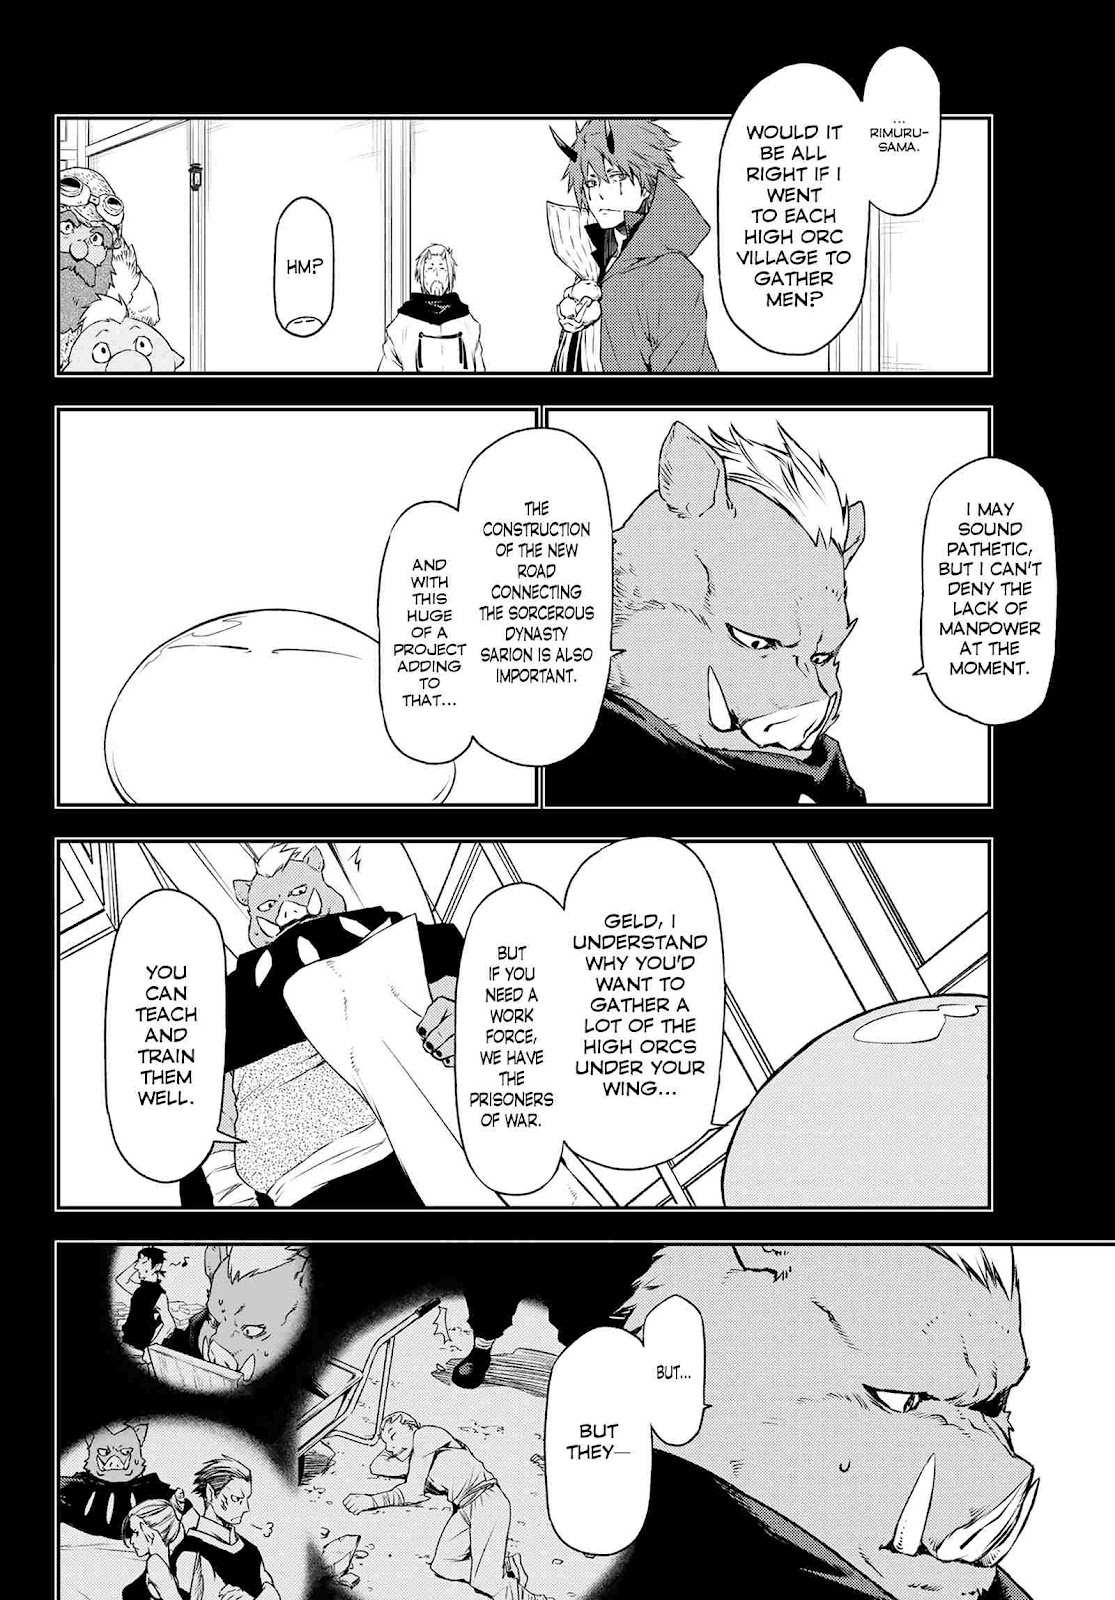 ...
RIMURU-
SAMA.
WOULD IT
BE ALL
RIGHT IF I
WENT
TO EACH
HIGH ORC
VILLAGE TO
GATHER
MEN?
HM?
I MAY
SOUND
PATHETIC,
BUT I CAN'T
DENY THE
LACK OF
MANPOWER
AT THE
MOMENT.
THE
CONSTRUCTION
OF THE NEW
ROAD
CONNECTING
THE SORCEROUS
DYNASTY
SARION IS ALSO
IMPORTANT.
AND
WITH THIS
HUGE
OF A
PROJECT
ADDING
TO
THAT...
GELD, I
UNDERSTAND
WHY YOU'D
WANT TO
GATHER A
LOT OF THE
HIGH ORCS
UNDER YOUR
WING...
BUT
IF YOU
NEED A
WORK
FORCE,
WE HAVE
THE
PRISONERS
OF WAR.
YOU
CAN
TEACH
AND
TRAIN
THEM
WELL.
BUT...
BUT
THEY—